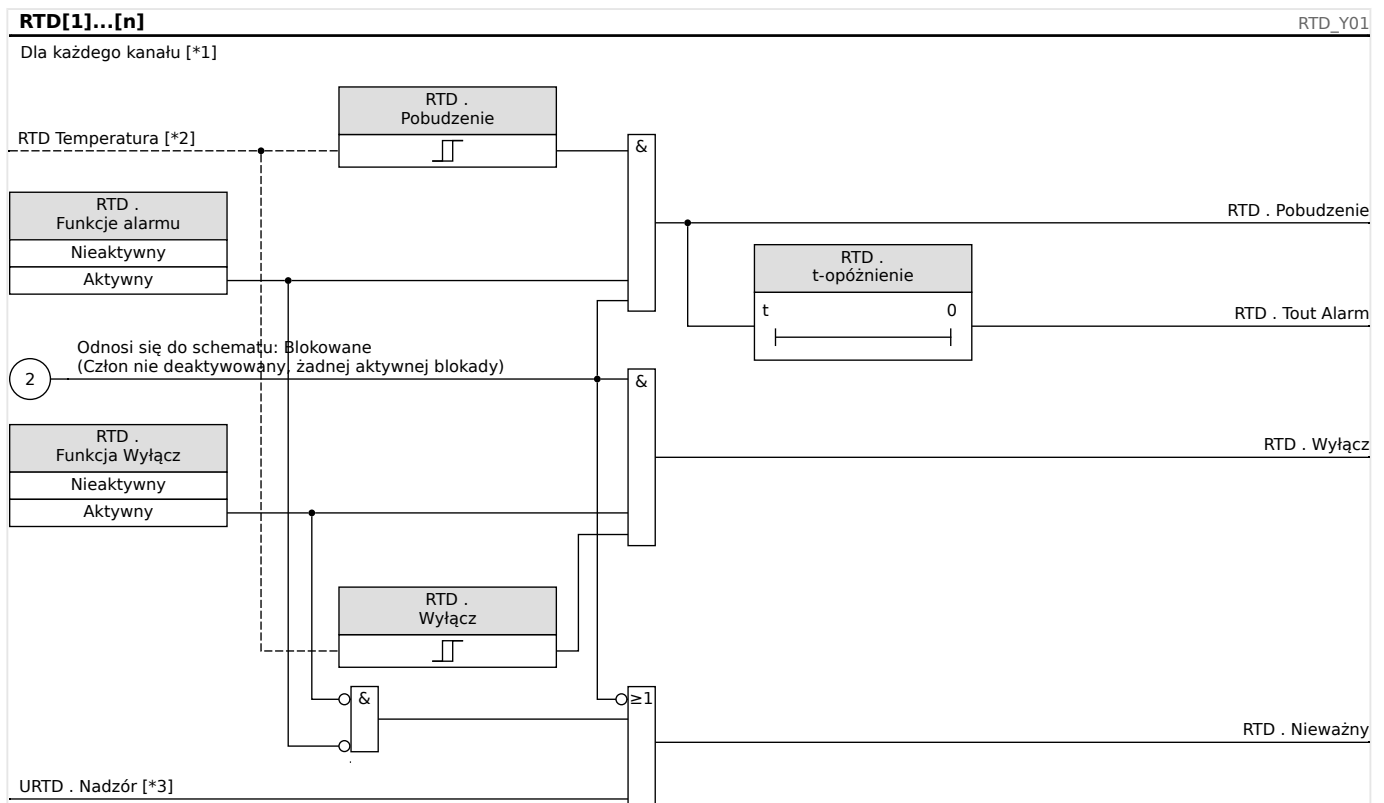 RTD[1]...[n]
RTD_Y01
Dla każdego kanału [*1]
RTD .
Pobudzenie
RTD Temperatura [*2]
&
RTD .
Funkcje alarmu
Nieaktywny
Aktywny
RTD . Pobudzenie
RTD .
t-opóźnienie
t 0
RTD . Tout Alarm
Odnosi się do schematu: Blokowane
(Człon nie deaktywowany, żadnej aktywnej blokady)
2
&
RTD .
Funkcja Wyłącz
Nieaktywny
Aktywny
RTD . Wyłącz
RTD .
Wyłącz
&
≥1
RTD . Nieważny
URTD . Nadzór [*3]